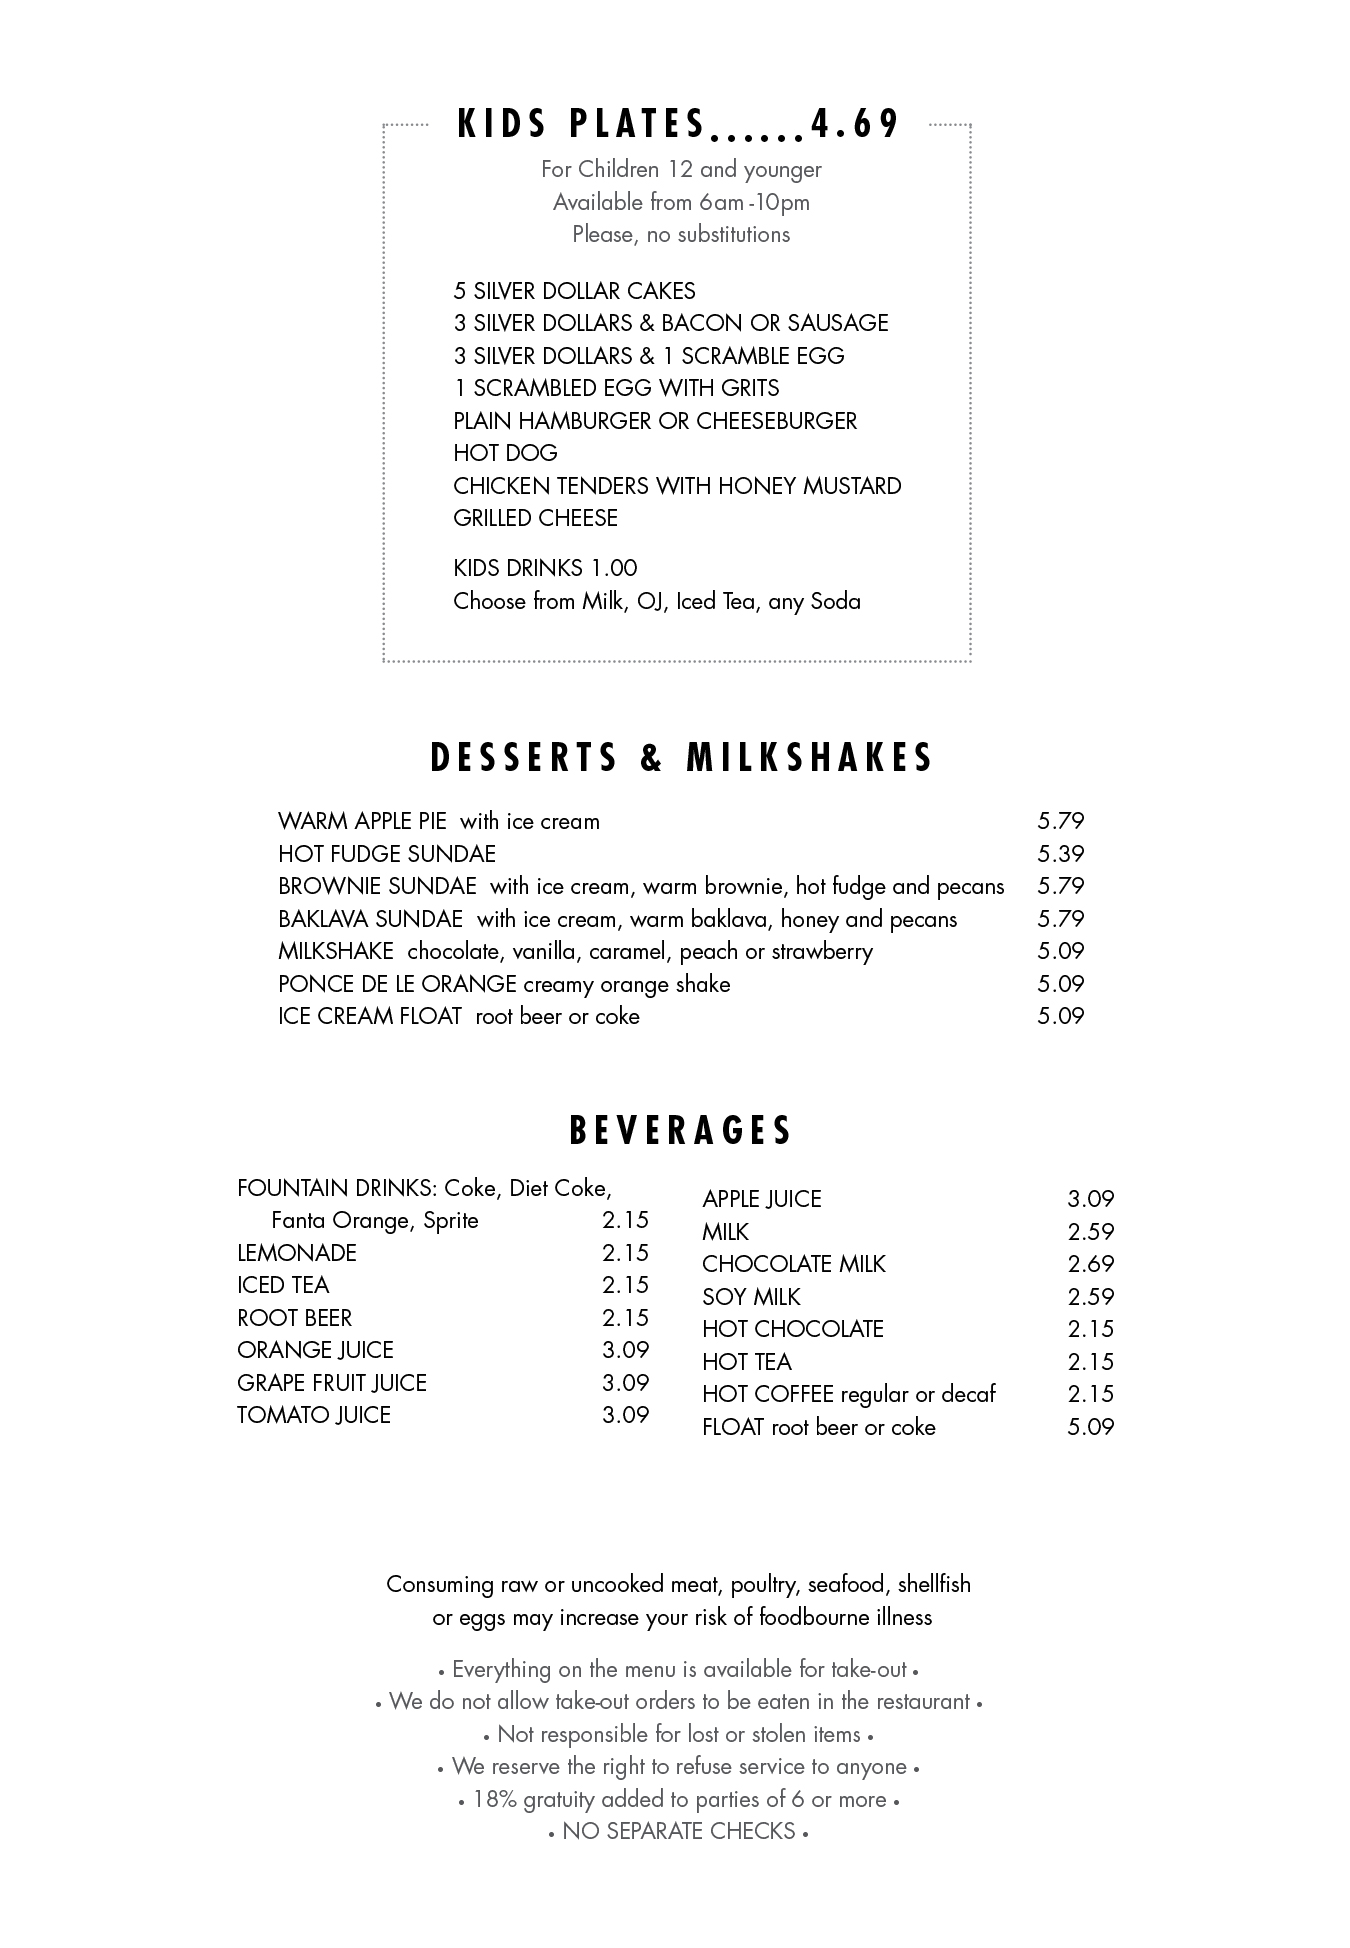 KIDS PLATES......4.69
For Children 12 and younger
Available from 6am -10pm
Please, no substitutions
5 SILVER DOLLAR CAKES
3 SILVER DOLLARS & BACON OR SAUSAGE
3 SILVER DOLLARS & 1 SCRAMBLE EGG
1 SCRAMBLED EGG WITH GRITS
PLAIN HAMBURGER OR CHEESEBURGER
HOT DOG
CHICKEN TENDERS WITH HONEY MUSTARD
GRILLED CHEESE
KIDS DRINKS 1.00
Choose from Milk, OJ, Iced Tea, any Soda
DESSERTS & MILKSHAKES
WARM APPLE PIE with ice cream 5.79
HOT FUDGE SUNDAE 5.39
BROWNIE SUNDAE with ice cream, warm brownie, hot fudge and pecans 5.79
BAKLAVA SUNDAE with ice cream, warm baklava, honey and pecans 5.79
MILKSHAKE chocolate, vanilla, caramel, peach or strawberry 5.09
PONCE DE LE ORANGE creamy orange shake 5.09
ICE CREAM FLOAT root beer or coke 5.09
BEVERAGES
FOUNTAIN DRINKS: Coke, Diet Coke,
Fanta Orange, Sprite 2.15
LEMONADE 2.15
ICED TEA 2.15
ROOT BEER 2.15
ORANGE JUICE 3.09
GRAPE FRUIT JUICE 3.09
TOMATO JUICE 3.09
APPLE JUICE 3.09
MILK 2.59
CHOCOLATE MILK 2.69
SOY MILK 2.59
HOT CHOCOLATE 2.15
HOT TEA 2.15
HOT COFFEE regular or decaf 2.15
FLOAT root beer or coke 5.09
Consuming raw or uncooked meat, poultry, seafood, shellfish
or eggs may increase your risk of foodbourne illness
• Everything on the menu is available for take-out •
• We do not allow take-out orders to be eaten in the restaurant •
• Not responsible for lost or stolen items •
• We reserve the right to refuse service to anyone •
• 18% gratuity added to parties of 6 or more •
• NO SEPARATE CHECKS •